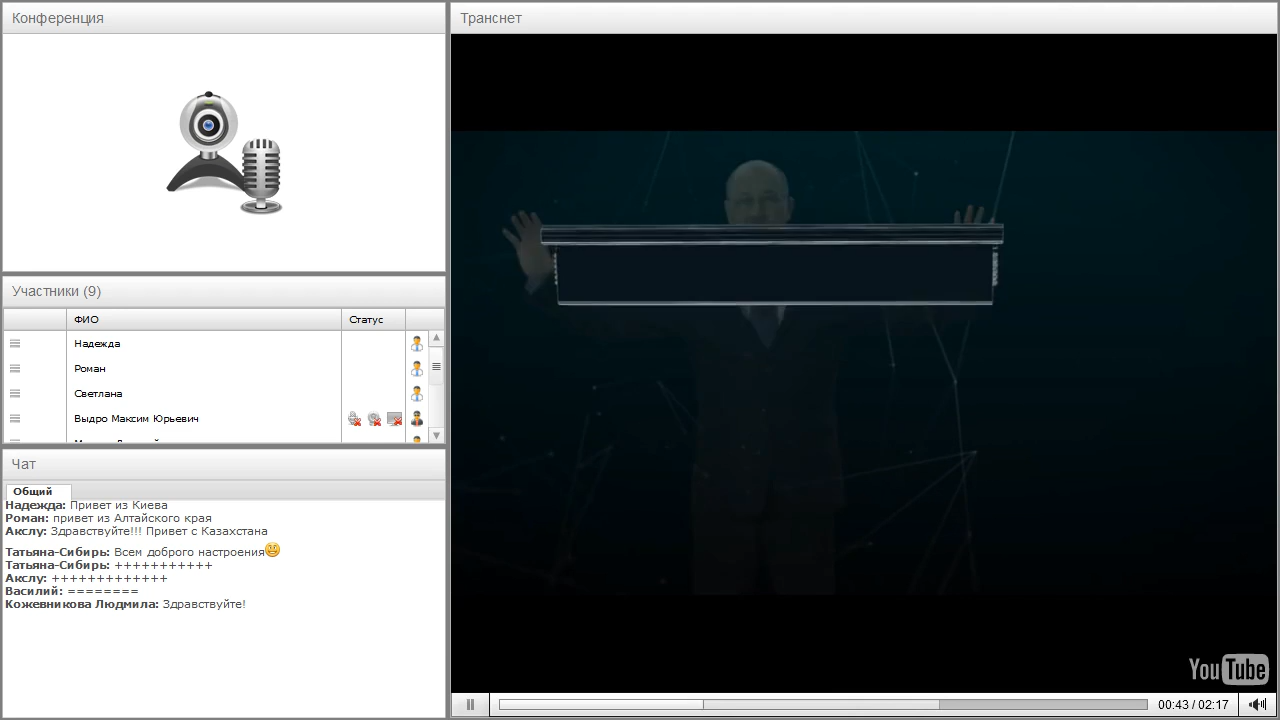 Конференция
Транснет
Участники (9)
ФИО
Статус
Надежда
Роман
Светлана
Выдро Максим Юрьевич
Чат
Общий
Надежда: Привет из Киева
Роман: привет из Алтайского края
Акслу: Здравствуйте!!! Привет с Казахстана
Татьяна-Сибирь: Всем доброго настроения
Татьяна-Сибирь: +++++++++++
Акслу: +++++++++++++
Василий: ========
Кожевникова Людмила: Здравствуйте!
YouTube
00:43 / 02:17